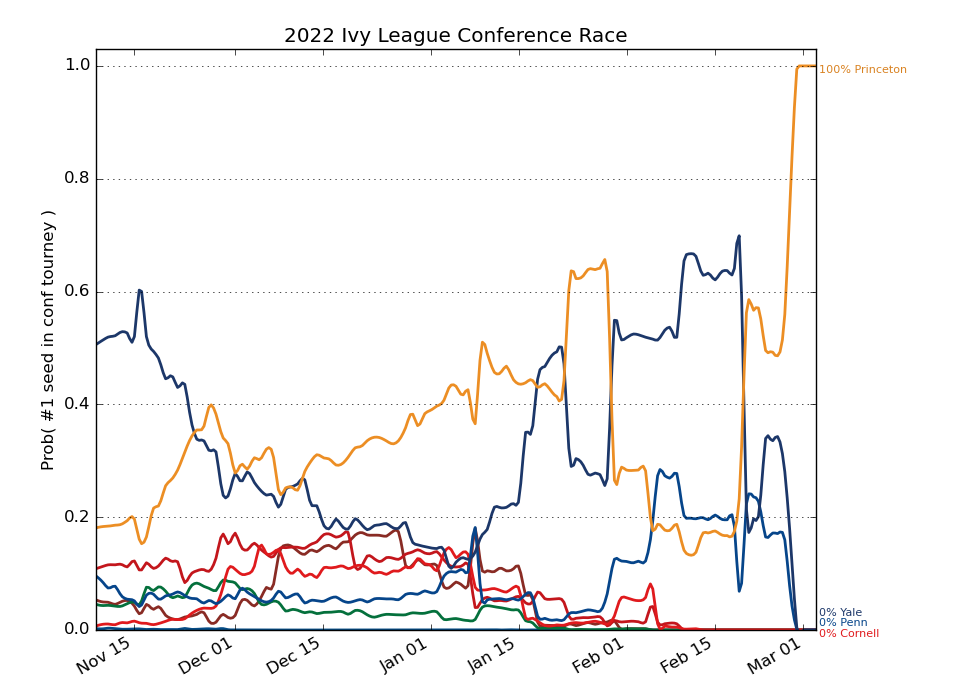 2022 Ivy League Conference Race
Prob( #1 seed in conf tourney )
1.0
0.8
0.6
0.4
0.2
0.0
Nov 15
Dec 01
Dec 15
Jan 01
Jan 15
Feb 01
Feb 15
Mar 01
100% Princeton
0% Yale
0% Penn
0% Cornell